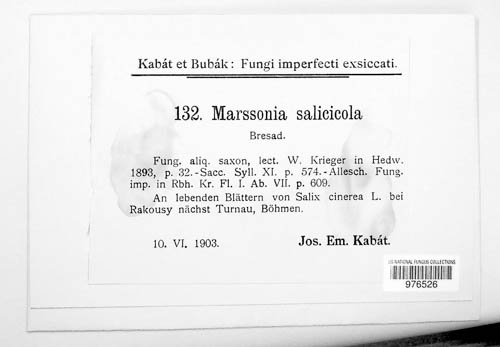 Kabát et Bubák: Fungi imperfecti exsiccati.
132. Marssonia salicicola
Bresad.
Fung. aliq. saxon, lect. W. Krieger in Hedw.
1893, p. 32.-Sacc. Syll. XI. p. 574.-Allesch. Fung.
imp. in Rbh. Kr. Fl. I. Ab. VII. p. 609.
An lebenden Blättern von Salix cinerea L. bei
Rakousy nächst Turnau, Böhmen.
10. VI. 1903. Jos. Em. Kabát.
US NATIONAL FUNGUS COLLECTIONS
976526